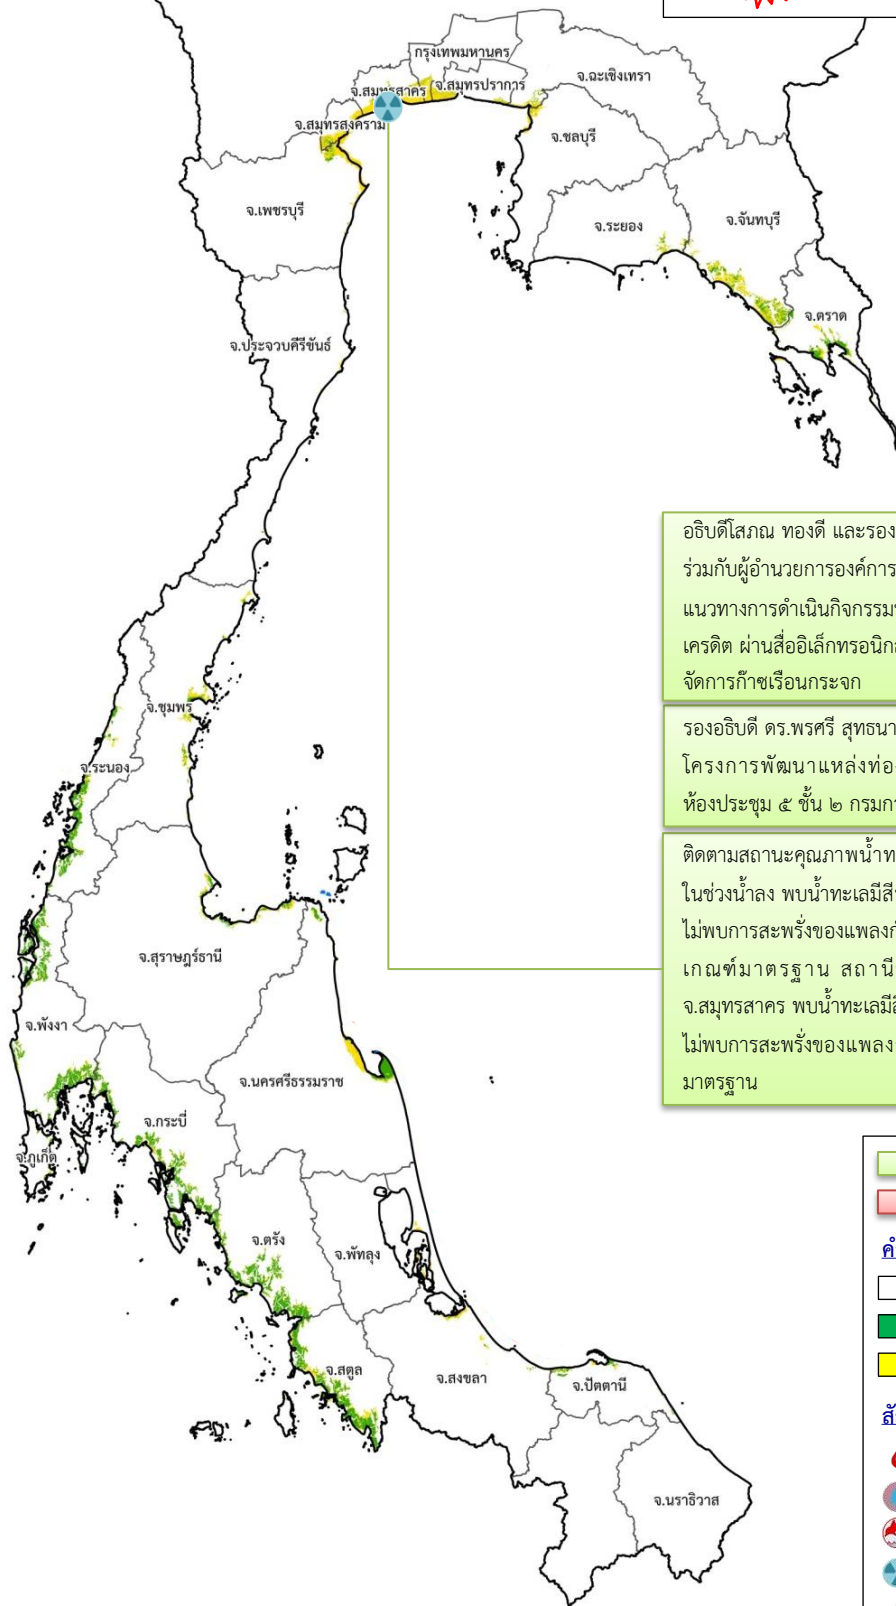 กรุงเทพมหานคร
จ.ฉะเชิงเทรา
จ.สมุทรสาคร
จ.สมุทรปราการ
จ.สมุทรสงคราม
จ.ชลบุรี
จ.เพชรบุรี
จ.ระยอง
จ.จันทบุรี
จ.ตราด
จ.ประจวบคีรีขันธ์
อธิบดีโสภณ ทองดี และรอง
ร่วมกับผู้อำนวยการองค์การ
แนวทางการดำเนินกิจกรรม
เครดิต ผ่านสื่ออิเล็กทรอนิก
จัดการก๊าซเรือนกระจก
รองอธิบดี ดร.พรศรี สุทธนา
โครงการพัฒนาแหล่งท่อ
ห้องประชุม ๕ ชั้น ๒ กรมก
ติดตามสถานะคุณภาพน้ำท
ในช่วงน้ำลง พบน้ำทะเลมีสี
ไม่พบการสะพรั่งของแพลงก์
เกณฑ์มาตรฐาน สถานี
จ.สมุทรสาคร พบน้ำทะเลมีสี
ไม่พบการสะพรั่งของแพลง
มาตรฐาน
จ.ชุมพร
จ.ระนอง
จ.สุราษฎร์ธานี
จ.พังงา
จ.นครศรีธรรมราช
จ.กระบี่
จ.ภูเก็ต
จ.ตรัง
จ.พัทลุง
จ.สตูล
จ.สงขลา
จ.ปัตตานี
จ.นราธิวาส